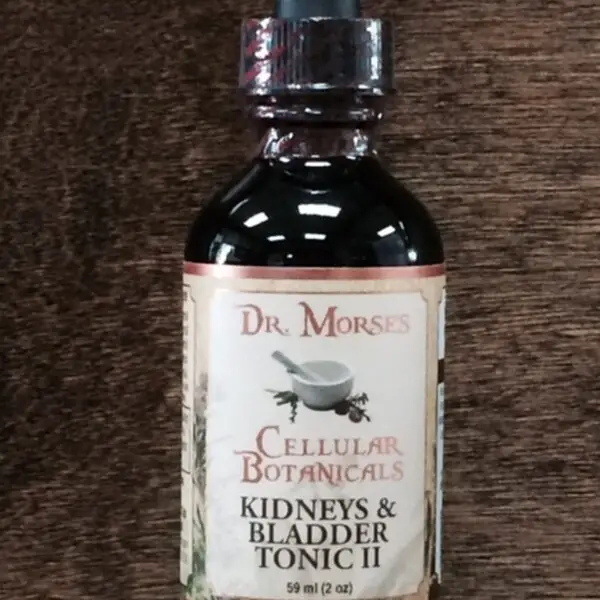 DR. MORSES
CELLULAR
BOTANICALS
KIDNEYS &
BLADDER
TONIC II
59 ml (2 oz)